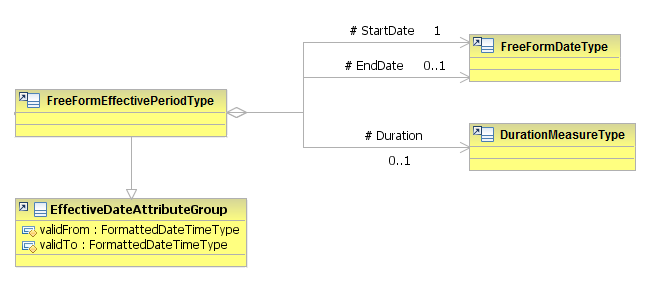 # StartDate 1
FreeFormDateType
# EndDate 0..1
FreeFormEffectivePeriodType
# Duration
0..1
DurationMeasureType
EffectiveDateAttributeGroup
validFrom : FormattedDateTimeType
validTo : FormattedDateTimeType